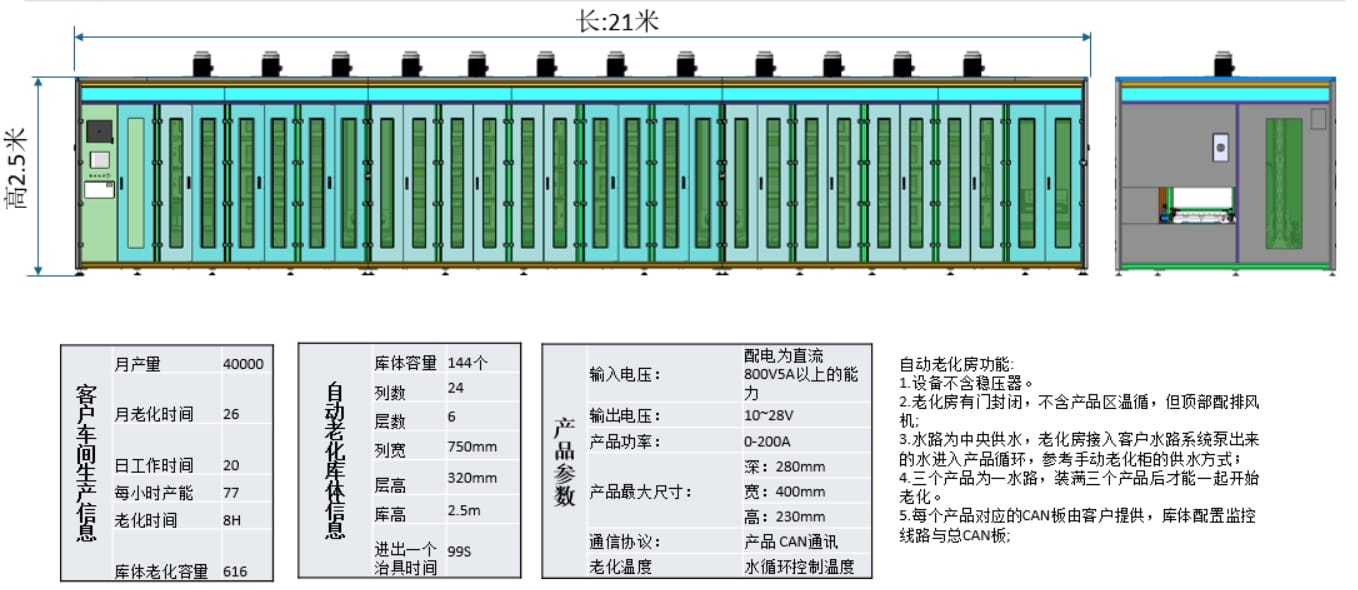 长:21米
高2.5米
客户车间生产信息
月产量 40000
月老化时间 26
日工作时间 20
每小时产能 77
老化时间 8H
库体老化容量 616
自动老化库体信息
库体容量 144个
列数 24
层数 6
列宽 750mm
层高 320mm
库高 2.5m
进出一个
治具时间 99S
产品参数
输入电压: 配电为直流
800V5A以上的能
力
输出电压: 10~28V
产品功率: 0-200A
产品最大尺寸: 深: 280mm
宽: 400mm
高: 230mm
通信协议: 产品 CAN通讯
老化温度 水循环控制温度
自动老化房功能:
1.设备不含稳压器。
2.老化房有门封闭，不含产品区温循，但顶部配排风
机;
3.水路为中央供水，老化房接入客户水路系统泵出来
的水进入产品循环，参考手动老化柜的供水方式；
4.三个产品为一水路，装满三个产品后才能一起开始
老化。
5.每个产品对应的CAN板由客户提供，库体配置监控
线路与总CAN板;